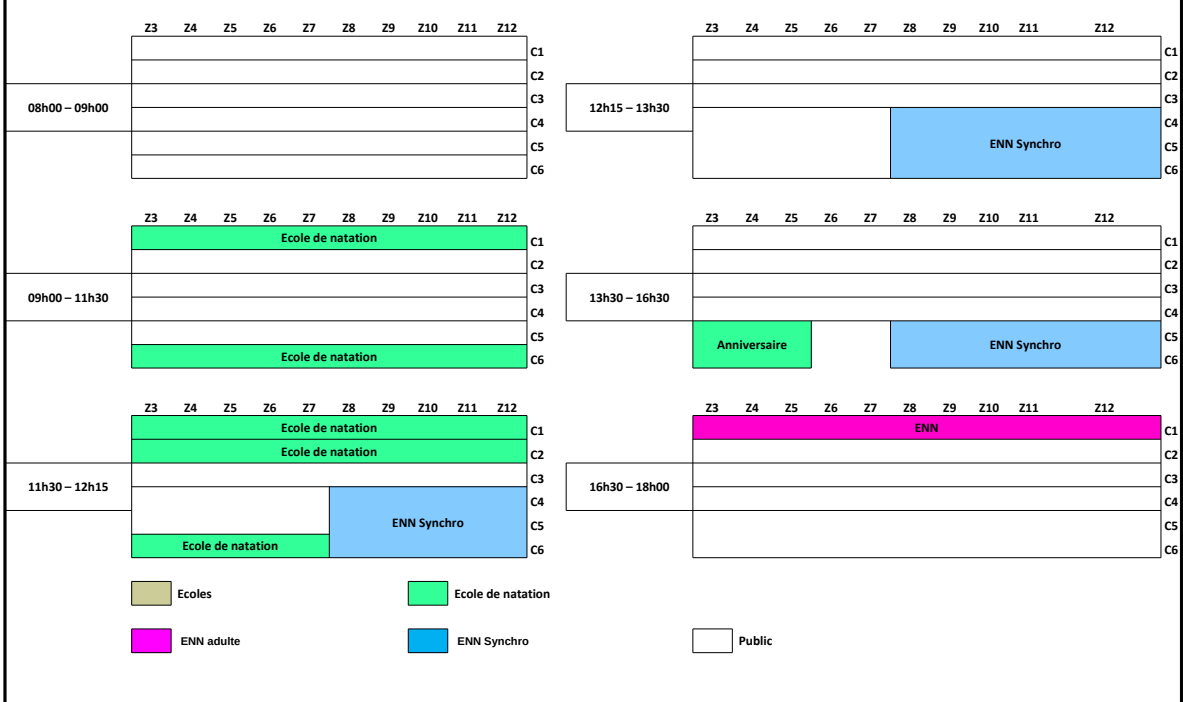 Z3 Z4 Z5 Z6 Z7 Z8 Z9 Z10 Z11 Z12
C1
C2
08h00 – 09h00
C3
C4
C5
C6
Z3 Z4 Z5 Z6 Z7 Z8 Z9 Z10 Z11 Z12
C1
C2
12h15 – 13h30
C3
C4
ENN Synchro
C5
C6
Z3 Z4 Z5 Z6 Z7 Z8 Z9 Z10 Z11 Z12
Ecole de natation
C1
C2
09h00 – 11h30
C3
C4
C5
Ecole de natation
C6
Z3 Z4 Z5 Z6 Z7 Z8 Z9 Z10 Z11 Z12
C1
C2
13h30 – 16h30
C3
C4
Anniversaire
ENN Synchro
C5
C6
Z3 Z4 Z5 Z6 Z7 Z8 Z9 Z10 Z11 Z12
Ecole de natation
C1
Ecole de natation
C2
11h30 – 12h15
C3
C4
ENN Synchro
C5
Ecole de natation
C6
Z3 Z4 Z5 Z6 Z7 Z8 Z9 Z10 Z11 Z12
ENN
C1
C2
16h30 – 18h00
C3
C4
C5
C6
Ecoles
Ecole de natation
ENN adulte
ENN Synchro
Public